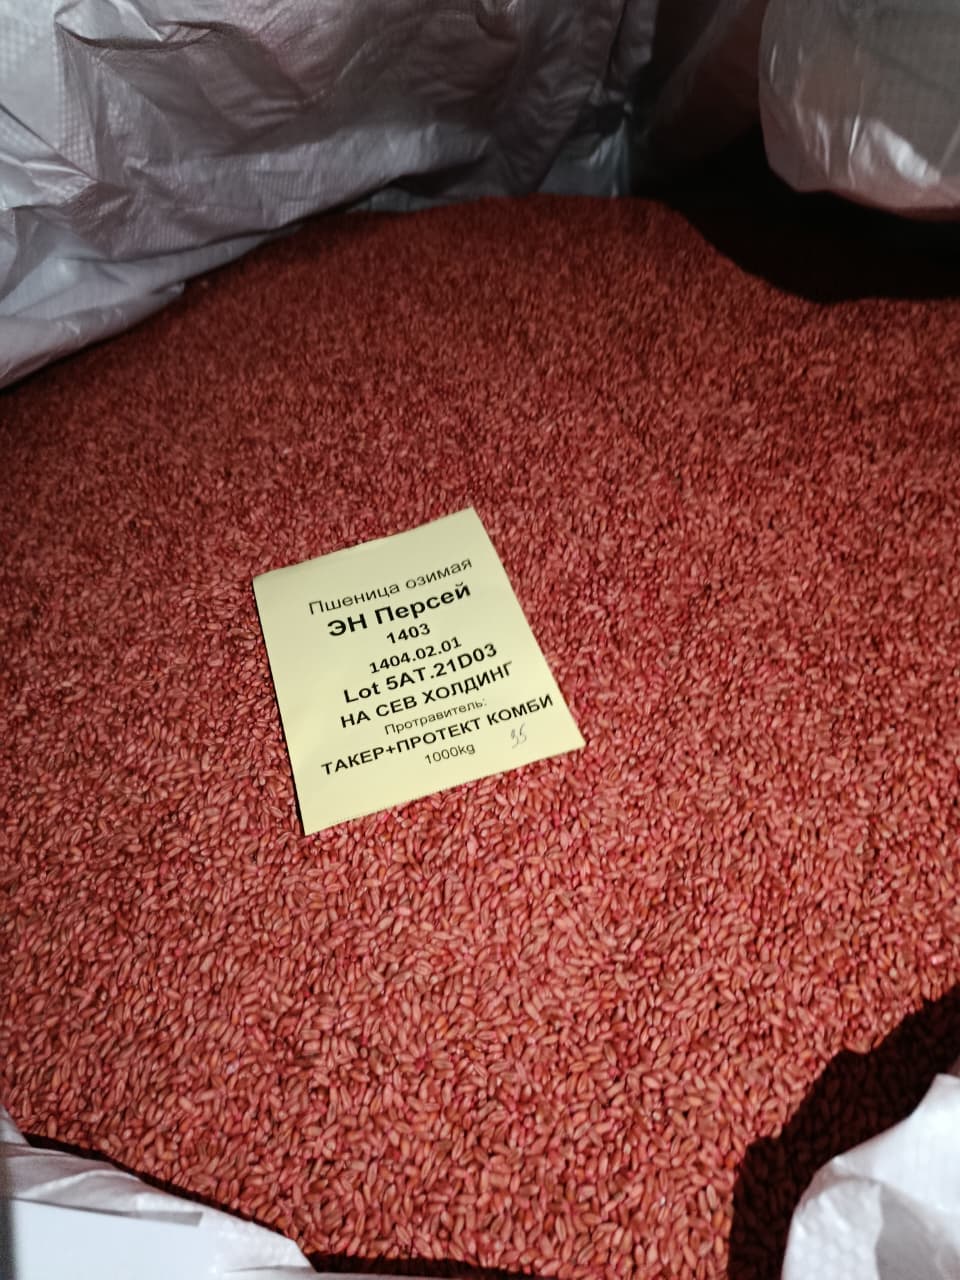 Пшеница озимая
ЭН Персей
1403
1404.02.01
Lot 5AT.21D03
НА СЕВ ХОЛДИНГ
Протравитель:
ТАКЕР+ПРОТЕКТ КОМБИ
1000kg
35